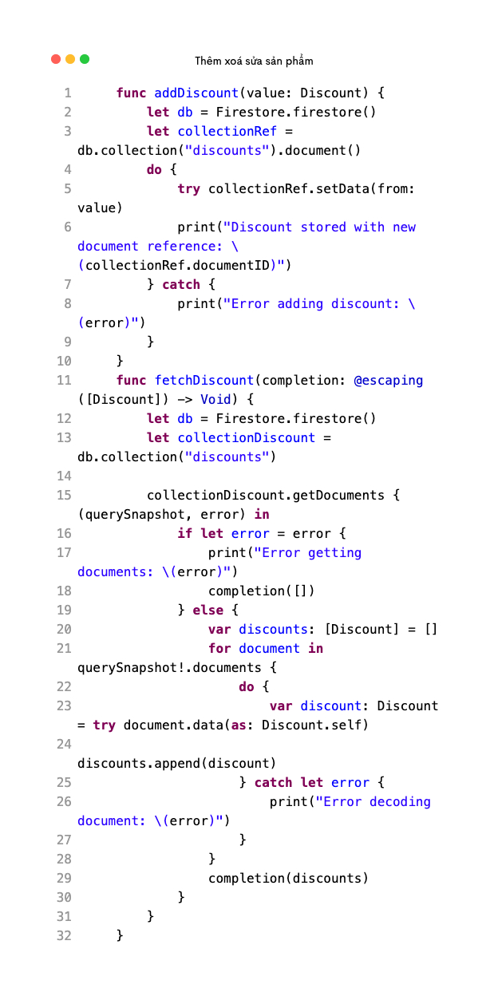 Thêm xoá sửa sản phẩm
1 func addDiscount(value: Discount) {
2 let db = Firestore.firestore()
3 let collectionRef =
db.collection("discounts").document()
4 do {
5 try collectionRef.setData(from:
value)
6 print("Discount stored with new
document reference: \
(collectionRef.documentID)")
7 } catch {
8 print("Error adding discount: \
(error)")
9 }
10 }
11 func fetchDiscount(completion: @escaping
([Discount]) -> Void) {
12 let db = Firestore.firestore()
13 let collectionDiscount =
db.collection("discounts")
14
15 collectionDiscount.getDocuments {
(querySnapshot, error) in
16 if let error = error {
17 print("Error getting
documents: \(error)")
18 completion([])
19 } else {
20 var discounts: [Discount] = []
21 for document in
querySnapshot!.documents {
22 do {
23 var discount: Discount
= try document.data(as: Discount.self)
24
discounts.append(discount)
25 } catch let error {
26 print("Error decoding
document: \(error)")
27 }
28 }
29 completion(discounts)
30 }
31 }
32 }